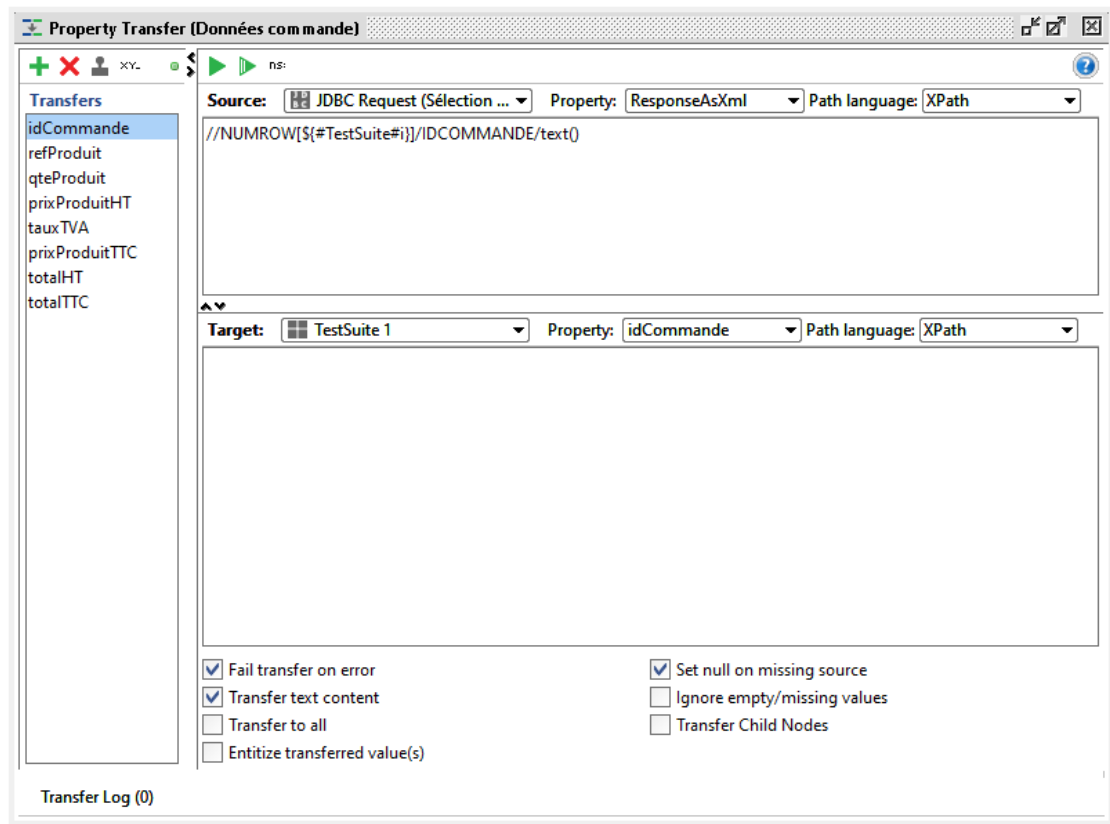 Property Transfer (Données commande)
XY- ns:
Transfers
idCommande
refProduit
qteProduit
prixProduitHT
tauxTVA
prixProduitTTC
totalHT
totalTTC
Source: JDBC Request (Sélection ... Property: ResponseAsXml Path language: XPath
//NUMROW[${#TestSuite#i}]/IDCOMMANDE/text()
Target: TestSuite 1 Property: idCommande Path language: XPath
Fail transfer on error Set null on missing source
Transfer text content Ignore empty/missing values
Transfer to all Transfer Child Nodes
Entitize transferred value(s)
Transfer Log (0)